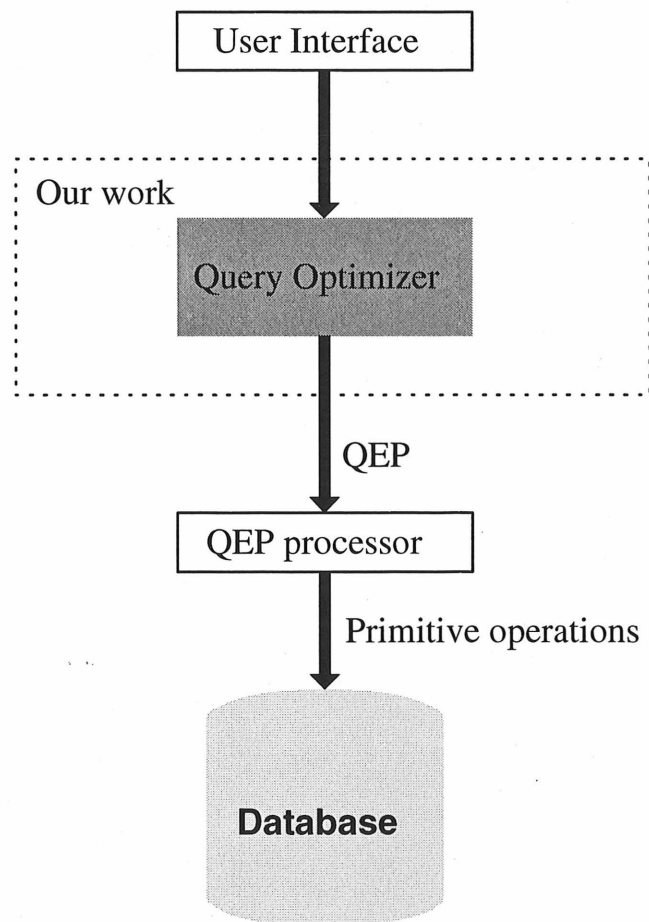 User Interface
Our work
Query Optimizer
QEP
QEP processor
Primitive operations
Database